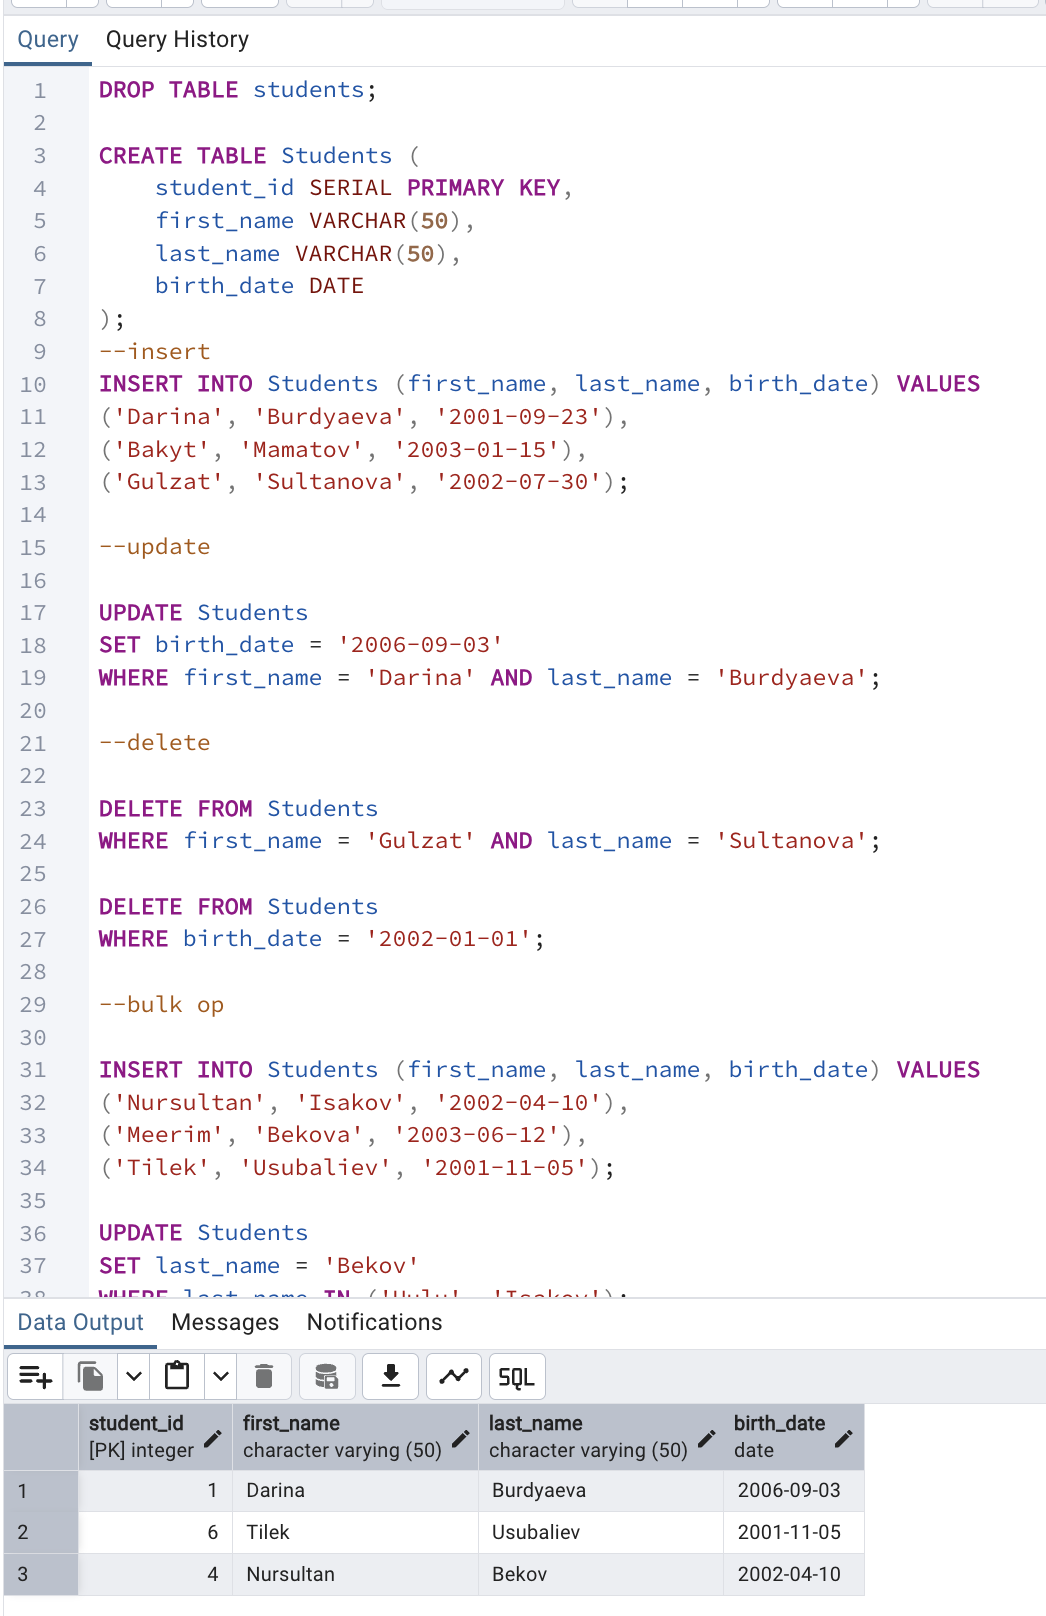 Query Query History
1 DROP TABLE students;
2
3 CREATE TABLE Students (
4 student_id SERIAL PRIMARY KEY,
5 first_name VARCHAR(50),
6 last_name VARCHAR(50),
7 birth_date DATE
8 );
9 --insert
10 INSERT INTO Students (first_name, last_name, birth_date) VALUES
11 ('Darina', 'Burdyaeva', '2001-09-23'),
12 ('Bakyt', 'Mamatov', '2003-01-15'),
13 ('Gulzat', 'Sultanova', '2002-07-30');
14
15 --update
16
17 UPDATE Students
18 SET birth_date = '2006-09-03'
19 WHERE first_name = 'Darina' AND last_name = 'Burdyaeva';
20
21 --delete
22
23 DELETE FROM Students
24 WHERE first_name = 'Gulzat' AND last_name = 'Sultanova';
25
26 DELETE FROM Students
27 WHERE birth_date = '2002-01-01';
28
29 --bulk op
30
31 INSERT INTO Students (first_name, last_name, birth_date) VALUES
32 ('Nursultan', 'Isakov', '2002-04-10'),
33 ('Meerim', 'Bekova', '2003-06-12'),
34 ('Tilek', 'Usubaliev', '2001-11-05');
35
36 UPDATE Students
37 SET last_name = 'Bekov'
38 WHERE last_name IN ( 'Isakov');
Data Output Messages Notifications
SQL
student_id first_name last_name birth_date
[PK] integer character varying (50) character varying (50) date
1 1 Darina Burdyaeva 2006-09-03
2 6 Tilek Usubaliev 2001-11-05
3 4 Nursultan Bekov 2002-04-10